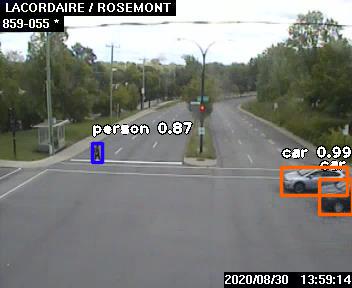 LACORDAIRE / ROSEMONT
859-055 *
person 0.87
car 0.99
car
2020/08/30 13:59:14